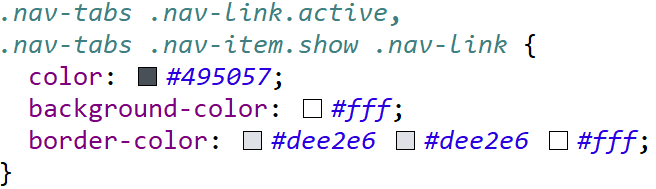 .nav-tabs .nav-link.active,
.nav-tabs .nav-item.show .nav-link {
  color: #495057;
  background-color: #fff;
  border-color: #dee2e6 #dee2e6 #fff;
}